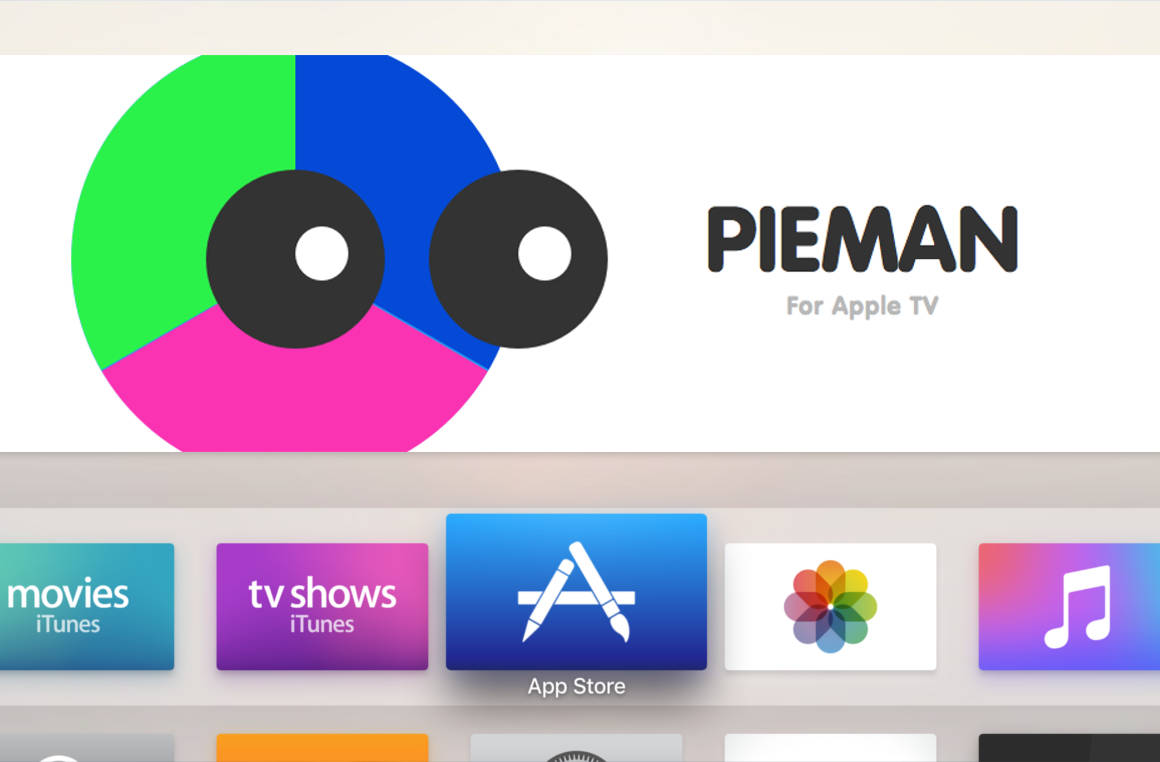 PIEMAN
For Apple TV
movies
iTunes
tv shows
iTunes
App Store